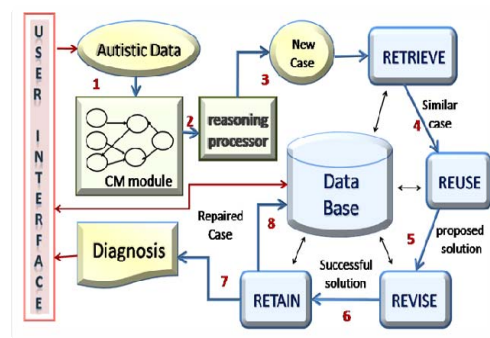 USER INTERFACE
Autistic Data
1
CM module
2
reasoning
processor
3
New
Case
RETRIEVE
4
Similar
case
REUSE
5
proposed
solution
REVISE
Successful
solution
6
RETAIN
7
Diagnosis
Repaired
Case
8
Data
Base